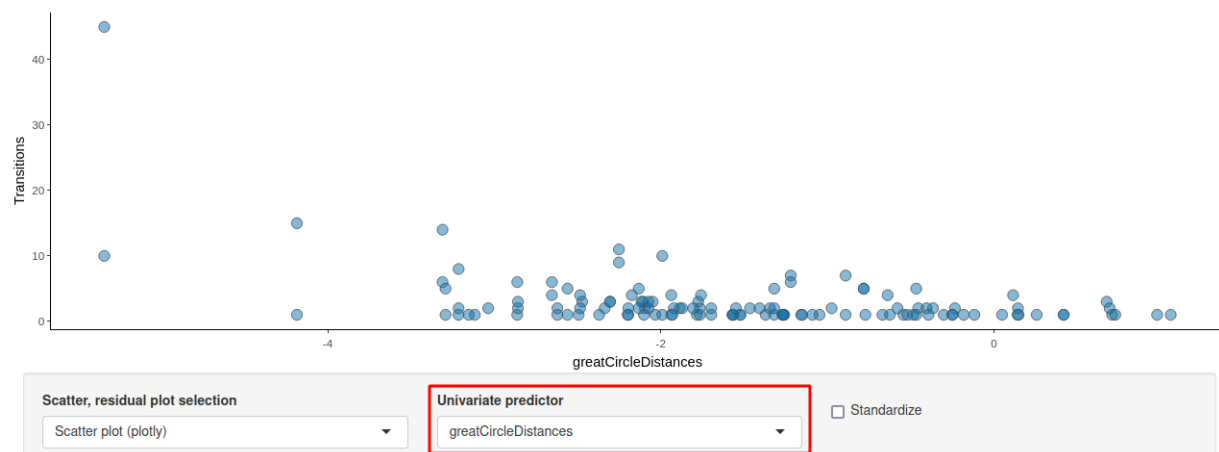 40
30
20
10
0
Transitions
-4
-2
0
greatCircleDistances
Scatter, residual plot selection
Univariate predictor
Standardize
Scatter plot (plotly)
greatCircleDistances